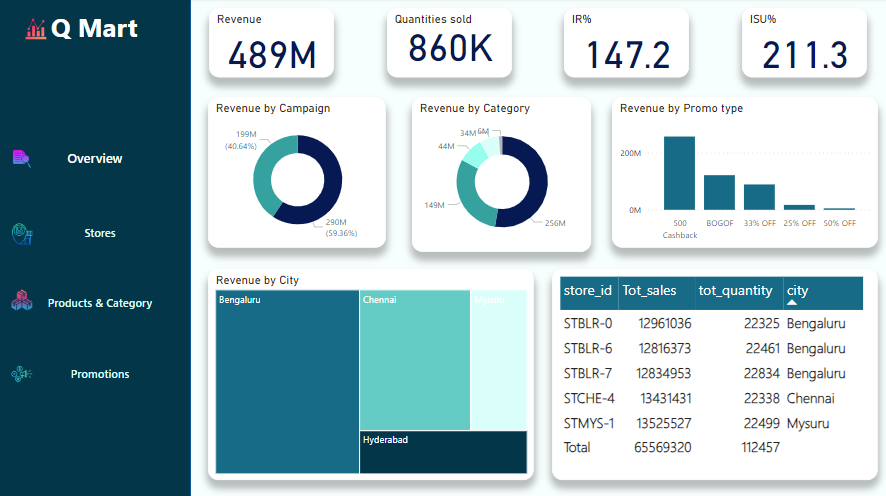 Q Mart
Overview
Stores
Products & Category
Promotions
Revenue
489M
Quantities sold
860K
IR%
147.2
ISU%
211.3
Revenue by Campaign
199M
(40.64%)
290M
(59.36%)
Revenue by Category
34M
6M
44M
149M
256M
Revenue by Promo type
200M
0M
500 Cashback
BOGOF
33% OFF
25% OFF
50% OFF
Revenue by City
Bengaluru
Chennai
Mysuru
Hyderabad
store_id Tot_sales tot_quantity city
STBLR-0 12961036 22325 Bengaluru
STBLR-6 12816373 22461 Bengaluru
STBLR-7 12834953 22834 Bengaluru
STCHE-4 13431431 22338 Chennai
STMYS-1 13525527 22499 Mysuru
Total 65569320 112457